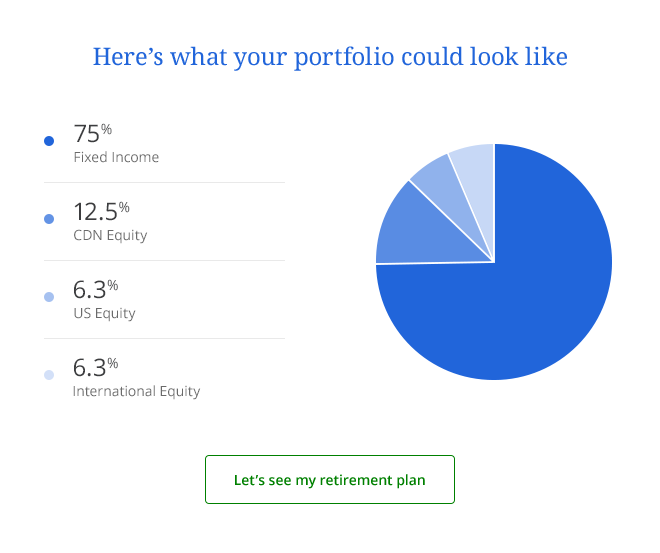 Here’s what your portfolio could look like
75%
Fixed Income
12.5%
CDN Equity
6.3%
US Equity
6.3%
International Equity
Let’s see my retirement plan